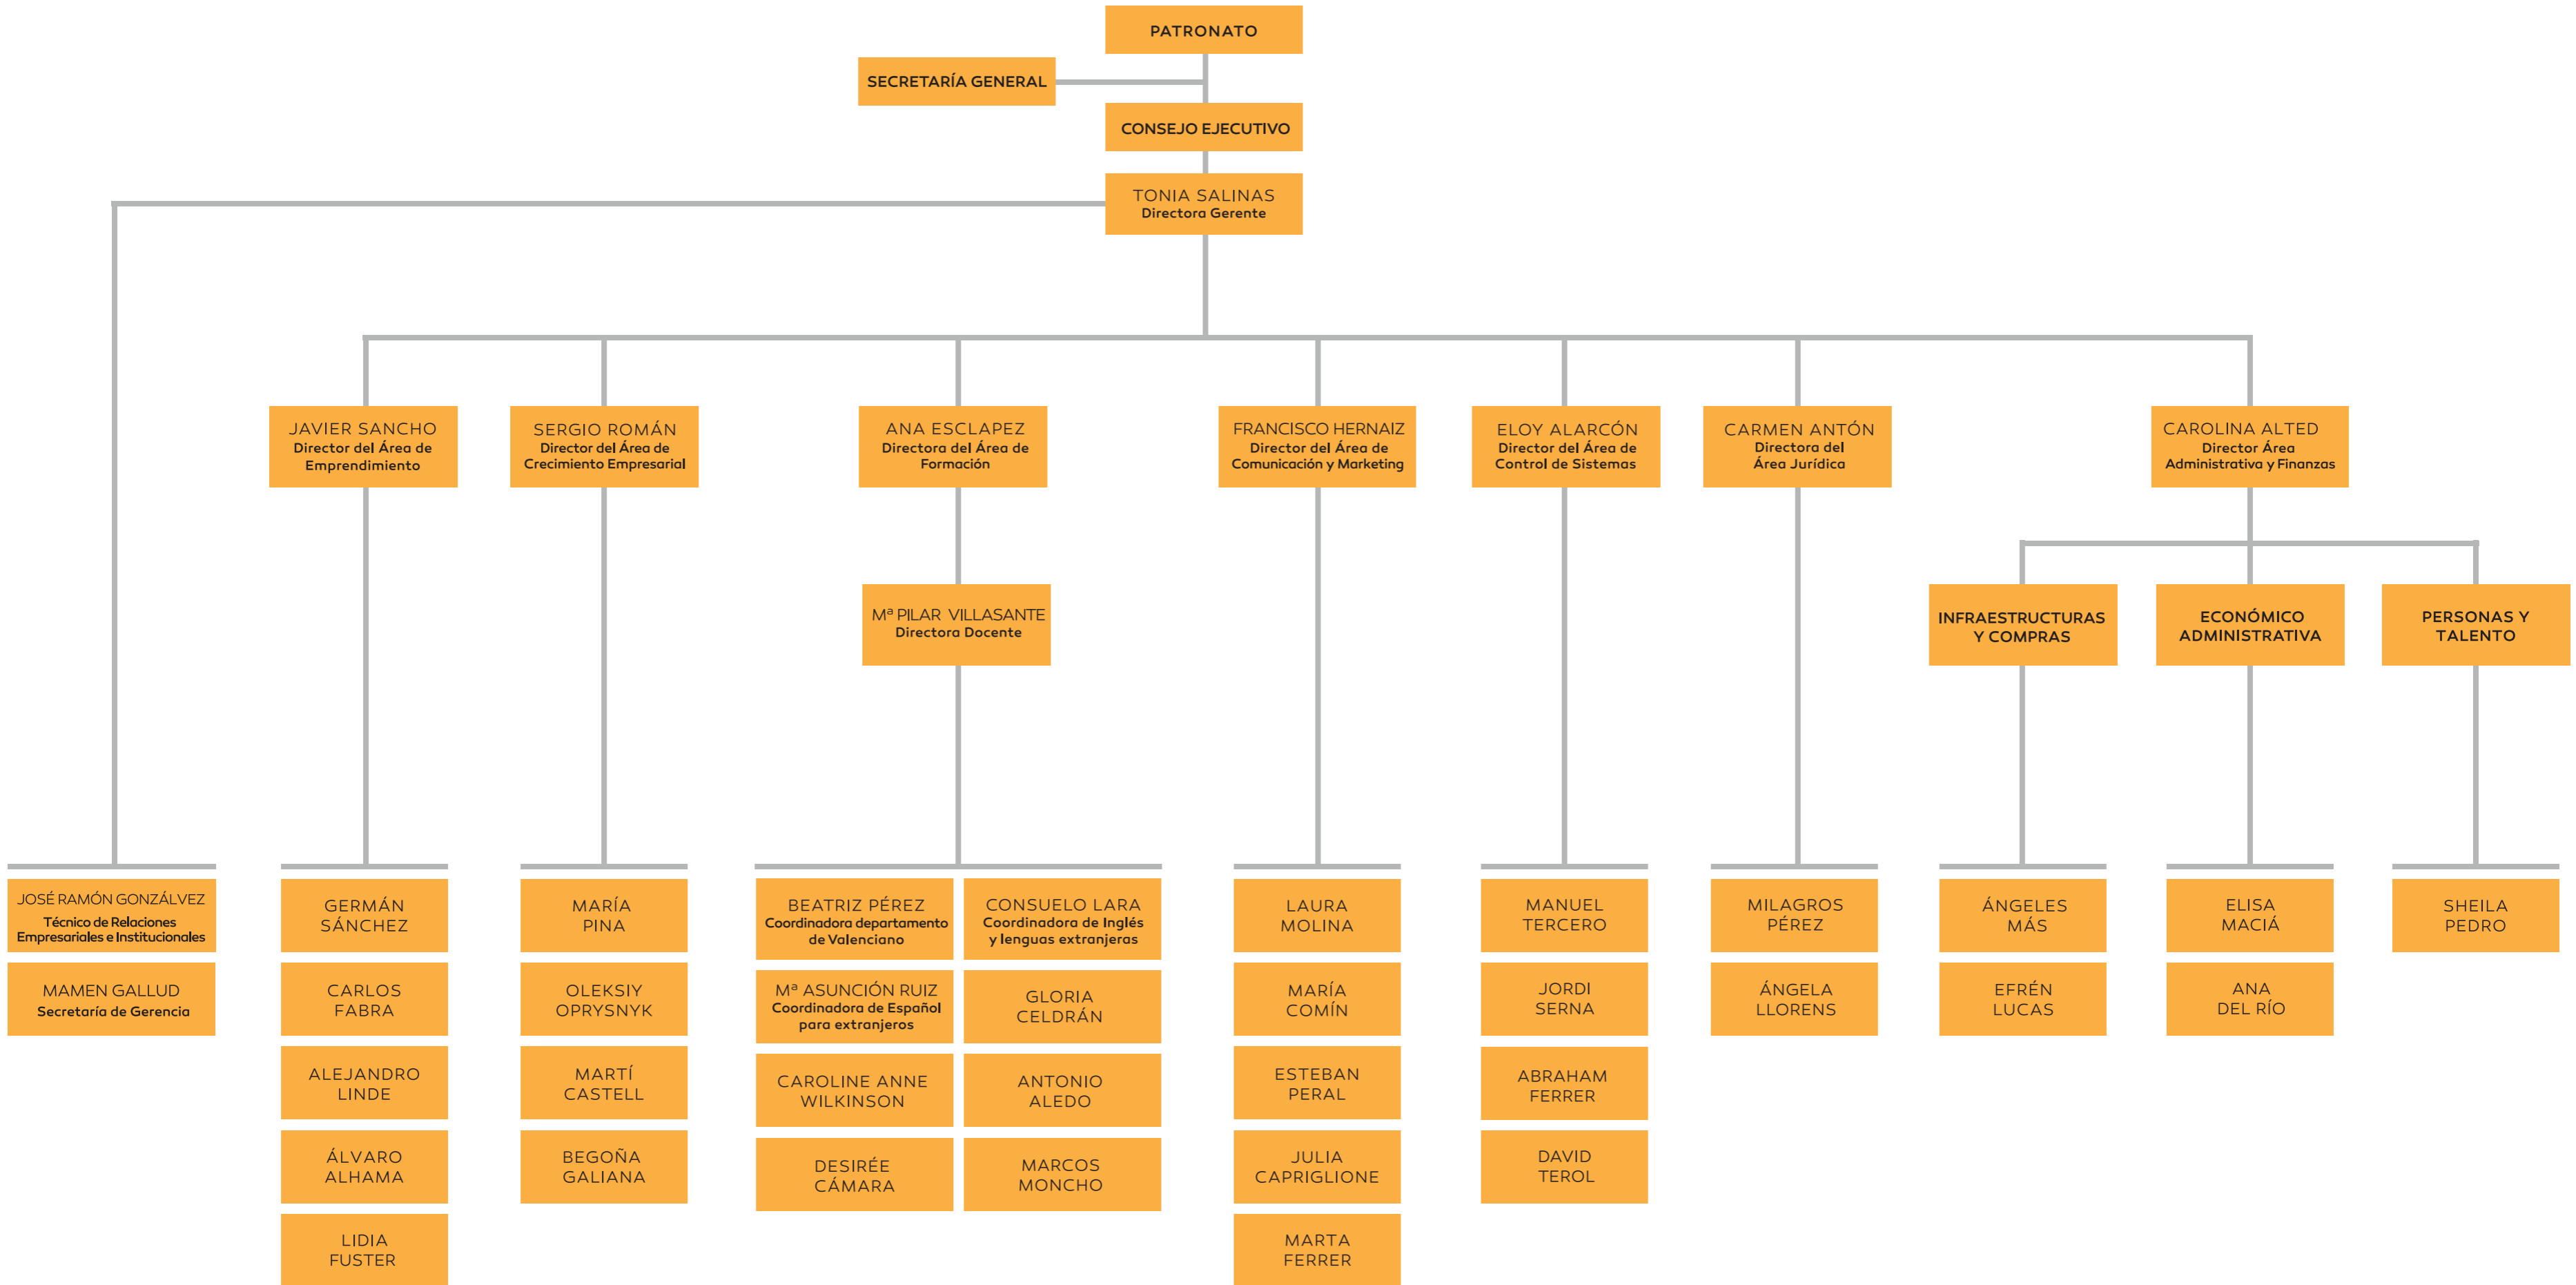 PATRONATO
SECRETARÍA GENERAL
CONSEJO EJECUTIVO
TONIA SALINAS
Directora Gerente
JAVIER SANCHO
Director del Área de
Emprendimiento
SERGIO ROMÁN
Director del Área de
Crecimiento Empresarial
ANA ESCLAPEZ
Directora del Área de
Formación
FRANCISCO HERNAIZ
Director del Área de
Comunicación y Marketing
ELOY ALARCÓN
Director del Área de
Control de Sistemas
CARMEN ANTÓN
Directora del
Área Jurídica
CAROLINA ALTED
Director Área
Administrativa y Finanzas
Mª PILAR VILLASANTE
Directora Docente
INFRAESTRUCTURAS
Y COMPRAS
ECONÓMICO
ADMINISTRATIVA
PERSONAS Y
TALENTO
JOSÉ RAMÓN GONZÁLVEZ
Técnico de Relaciones
Empresariales e Institucionales
MAMEN GALLUD
Secretaría de Gerencia
GERMÁN
SÁNCHEZ
CARLOS
FABRA
ALEJANDRO
LINDE
ÁLVARO
ALHAMA
LIDIA
FUSTER
MARÍA
PINA
OLEKSIY
OPRYSNYK
MARTÍ
CASTELL
BEGOÑA
GALIANA
BEATRIZ PÉREZ
Coordinadora departamento
de Valenciano
Mª ASUNCIÓN RUIZ
Coordinadora de Español
para extranjeros
CAROLINE ANNE
WILKINSON
DESIRÉE
CÁMARA
CONSUELO LARA
Coordinadora de Inglés
y lenguas extranjeras
GLORIA
CELDRÁN
ANTONIO
ALEDO
MARCOS
MONCHO
LAURA
MOLINA
MARÍA
COMÍN
ESTEBAN
PERAL
JULIA
CAPRIGLIONE
MARTA
FERRER
MANUEL
TERCERO
JORDI
SERNA
ABRAHAM
FERRER
DAVID
TEROL
MILAGROS
PÉREZ
ÁNGELA
LLORENS
ÁNGELES
MÁS
EFRÉN
LUCAS
ELISA
MACIÁ
ANA
DEL RÍO
SHEILA
PEDRO